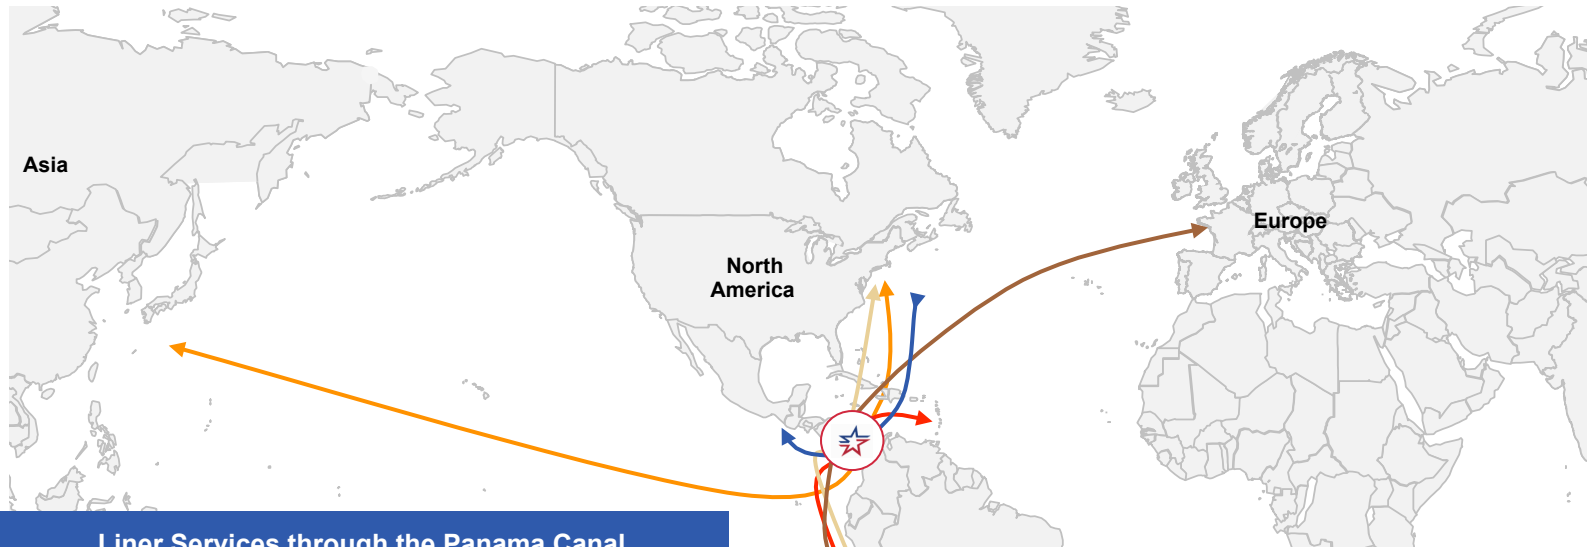 Asia
Europe
North
America
Liner Services through the Panama Canal